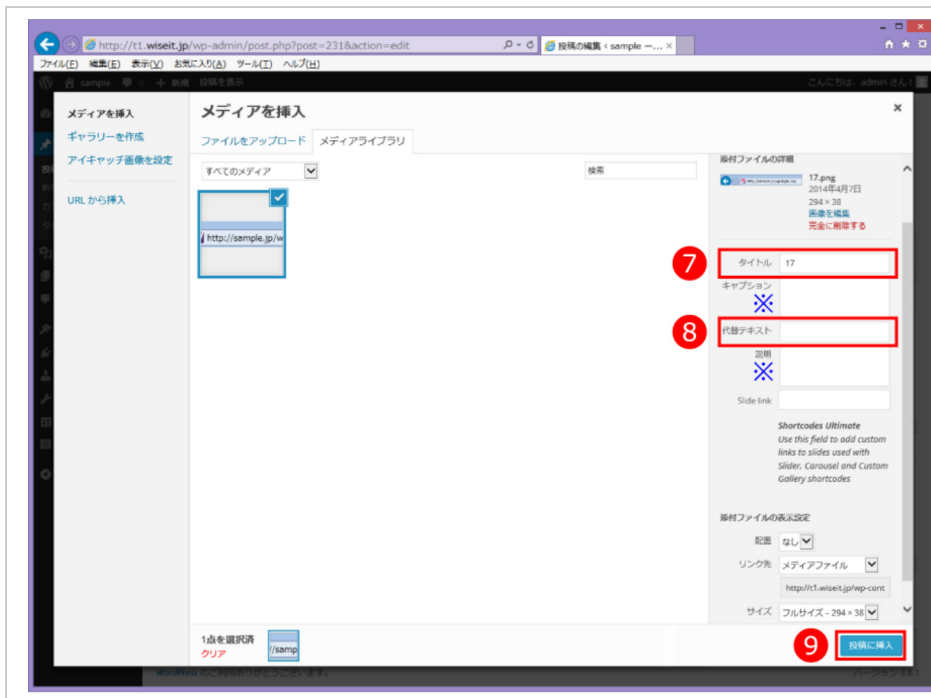 http://t1.wiseit.jp/wp-admin/post.php?post=231&action=edit
投稿の編集 ‹ sample —...
ファイル(F) 編集(E) 表示(V) お気に入り(A) ツール(T) ヘルプ(H)
sample 0 + 新規 投稿を表示
こんにちは、admin さん!
メディアを挿入
ギャラリーを作成
アイキャッチ画像を設定
URL から挿入
メディアを挿入
ファイルをアップロード メディアライブラリ
すべてのメディア
検索
http://sample.jp/w
添付ファイルの詳細
17.png
2014年4月7日
294 × 38
画像を編集
完全に削除する
7
タイトル 17
キャプション
※
8
代替テキスト
説明
※
Slide link
Shortcodes Ultimate
Use this field to add custom
links to slides used with
Slider, Carousel and Custom
Gallery shortcodes
添付ファイルの表示設定
配置 なし
リンク先 メディアファイル
http://t1.wiseit.jp/wp-cont
サイズ フルサイズ - 294 × 38
1点を選択済
クリア
/samp
9
投稿に挿入
WordPress のご利用ありがとうございます。
バージョン 3.8.1